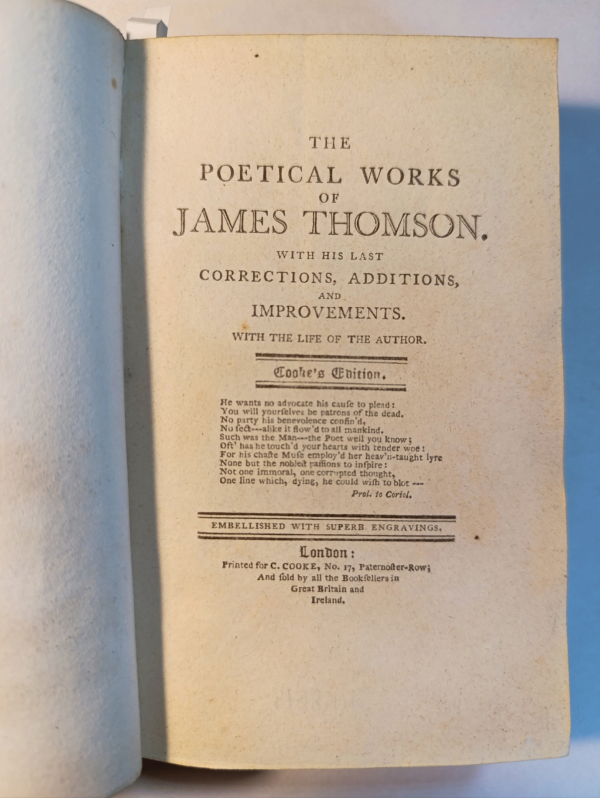 THE
POETICAL WORKS
OF
JAMES THOMSON.
WITH HIS LAST
CORRECTIONS, ADDITIONS,
AND
IMPROVEMENTS.
WITH THE LIFE OF THE AUTHOR.
Cooke's Edition.
He wants no advocate his cauſe to plead:
You will yourſelves be patrons of the dead.
No party his benevolence confin'd,
No ſect---alike it flow'd to all mankind.
Such was the Man---the Poet well you know;
Oft' has he touch'd your hearts with tender woe:
For his chaſte Muſe employ'd her heav'n-taught lyre
None but the nobleſt paſſions to inſpire:
Not one immoral, one corrupted thought,
One line which, dying, he could wiſh to blot ---
Prol. to Coriol.
EMBELLISHED WITH SUPERB ENGRAVINGS.
London:
Printed for C. COOKE, No. 17, Paternoſter-Row;
And ſold by all the Bookſellers in
Great Britain and
Ireland.